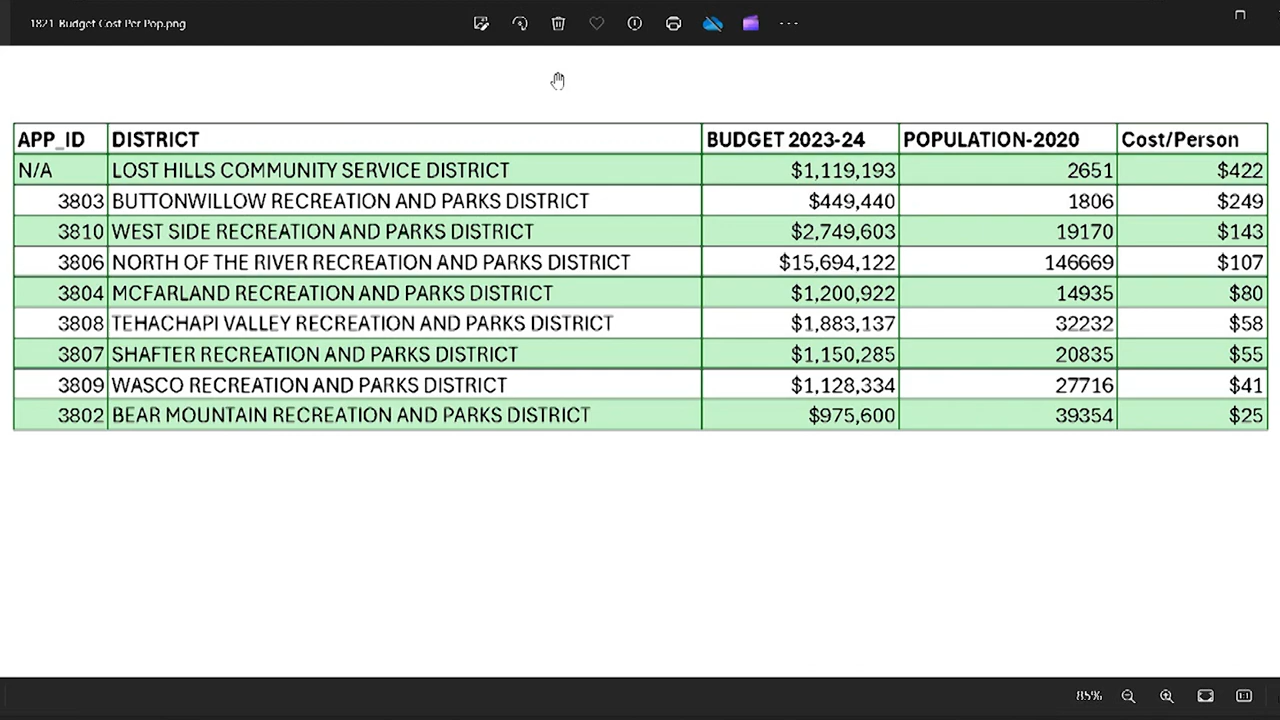 1821 Budget Cost Per Pop.png
APP_ID DISTRICT BUDGET 2023-24 POPULATION-2020 Cost/Person
N/A LOST HILLS COMMUNITY SERVICE DISTRICT $1,119,193 2651 $422
3803 BUTTONWILLOW RECREATION AND PARKS DISTRICT $449,440 1806 $249
3810 WEST SIDE RECREATION AND PARKS DISTRICT $2,749,603 19170 $143
3806 NORTH OF THE RIVER RECREATION AND PARKS DISTRICT $15,694,122 146669 $107
3804 MCFARLAND RECREATION AND PARKS DISTRICT $1,200,922 14935 $80
3808 TEHACHAPI VALLEY RECREATION AND PARKS DISTRICT $1,883,137 32232 $58
3807 SHAFTER RECREATION AND PARKS DISTRICT $1,150,285 20835 $55
3809 WASCO RECREATION AND PARKS DISTRICT $1,128,334 27716 $41
3802 BEAR MOUNTAIN RECREATION AND PARKS DISTRICT $975,600 39354 $25
85%